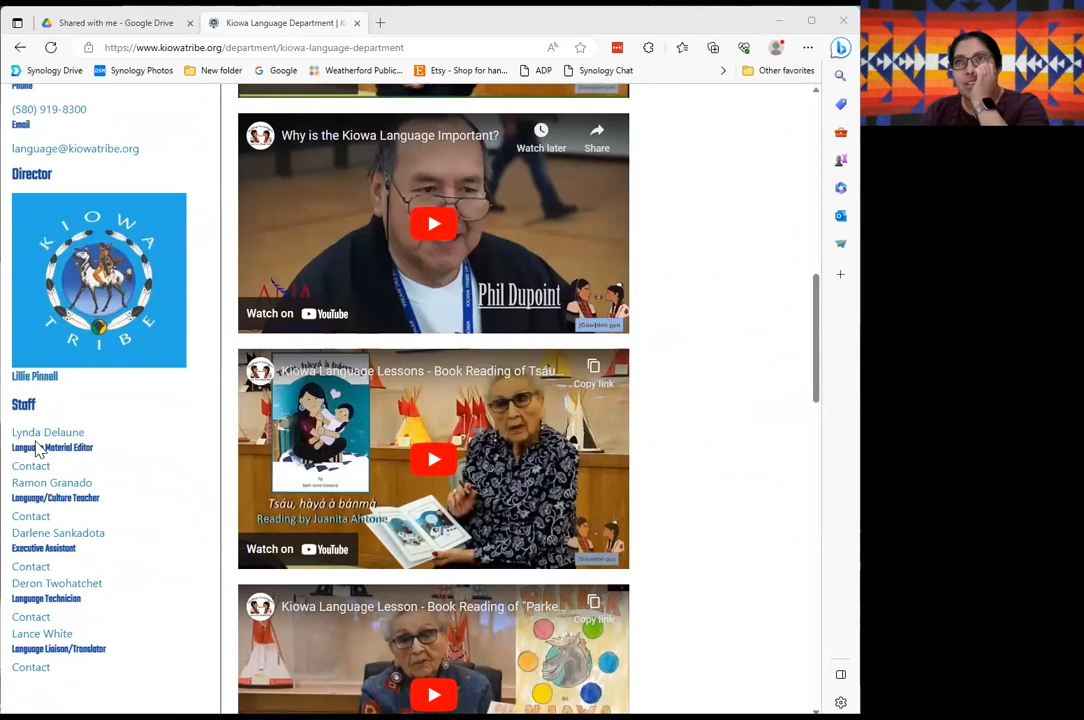 Shared with me - Google Drive
Kiowa Language Department | Ki
https://www.kiowatribe.org/department/kiowa-language-department
Synology Drive
DSM
Synology Photos
New folder
Google
Weatherford Public...
Etsy - Shop for han...
ADP
Synology Chat
Other favorites
Phone
(580) 919-8300
Email
language@kiowatribe.org
Director
KIOWA
TRIBE
Lillie Pinnell
Staff
Lynda Delaune
Language Material Editor
Contact
Ramon Granado
Language/Culture Teacher
Contact
Darlene Sankadota
Executive Assistant
Contact
Deron Twohatchet
Language Technician
Contact
Lance White
Language Liaison/Translator
Contact
Why is the Kiowa Language Important?
Watch later
Share
Phil Dupoint
Watch on YouTube
Kiowa Language Lessons - Book Reading of Tsáu...
Copy link
Tsáu, hàyá à bánmà
Reading by Juanita Ahtone
Watch on YouTube
Kiowa Language Lesson - Book Reading of "Parke...
Copy link